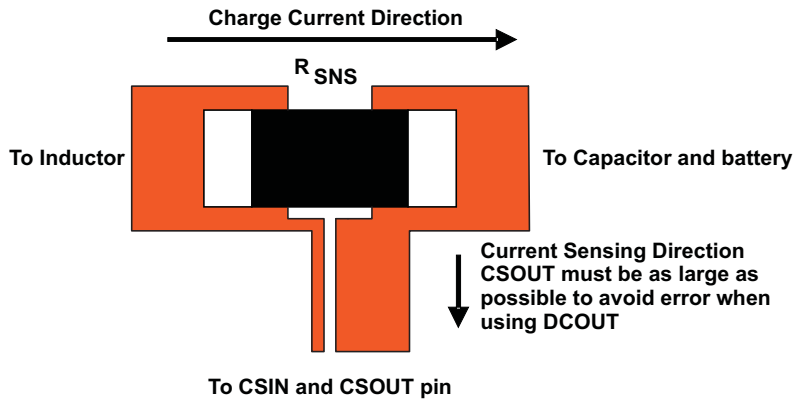 Charge Current Direction
R SNS
To Inductor
To Capacitor and battery
Current Sensing Direction
CSOUT must be as large as
possible to avoid error when
using DCOUT
To CSIN and CSOUT pin